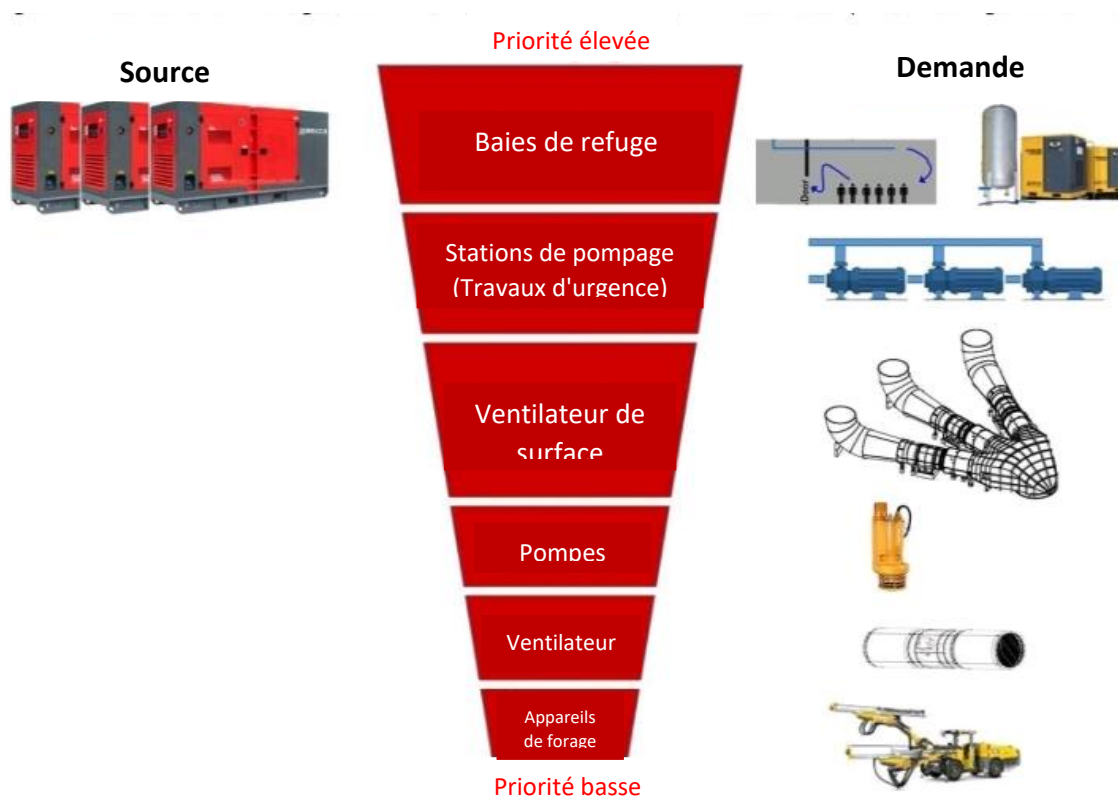 Priorité élevée
Source
Demande
Baies de refuge
Door
Stations de pompage
(Travaux d'urgence)
Ventilateur de
surface
Pompes
Ventilateur
Appareils
de forage
Priorité basse